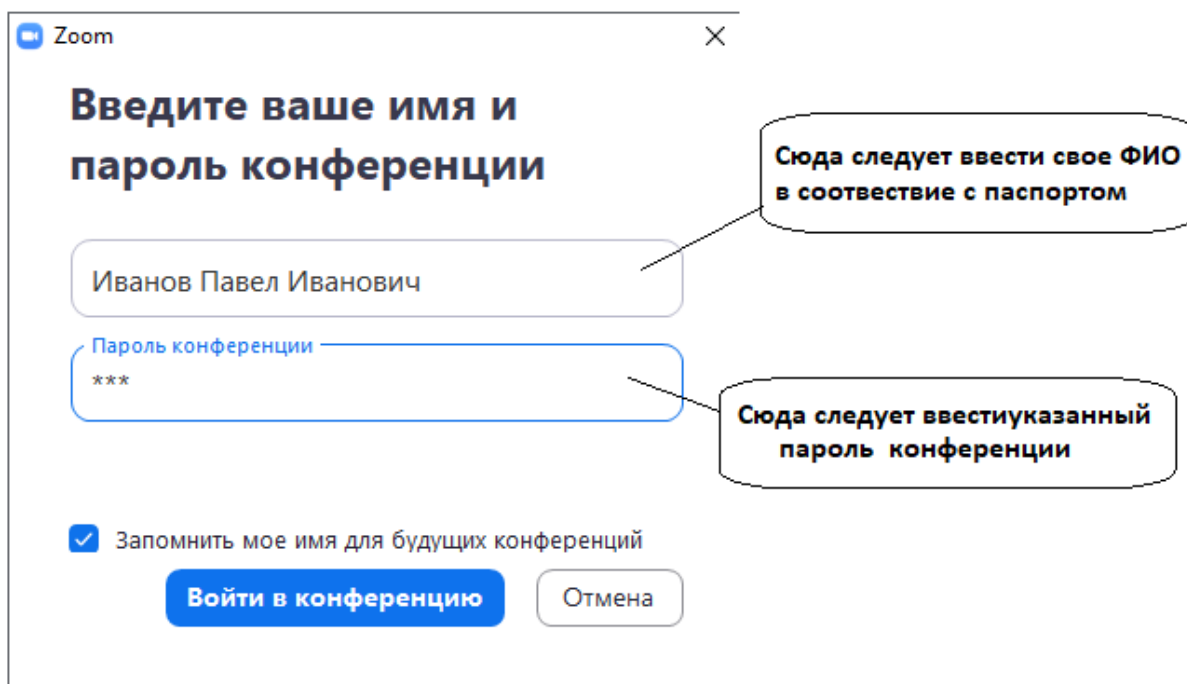 Zoom
Введите ваше имя и
пароль конференции
Сюда следует ввести свое ФИО
в соотвествие с паспортом
Иванов Павел Иванович
Пароль конференции
***
Сюда следует ввестиуказанный
пароль конференции
Запомнить мое имя для будущих конференций
Войти в конференцию
Отмена